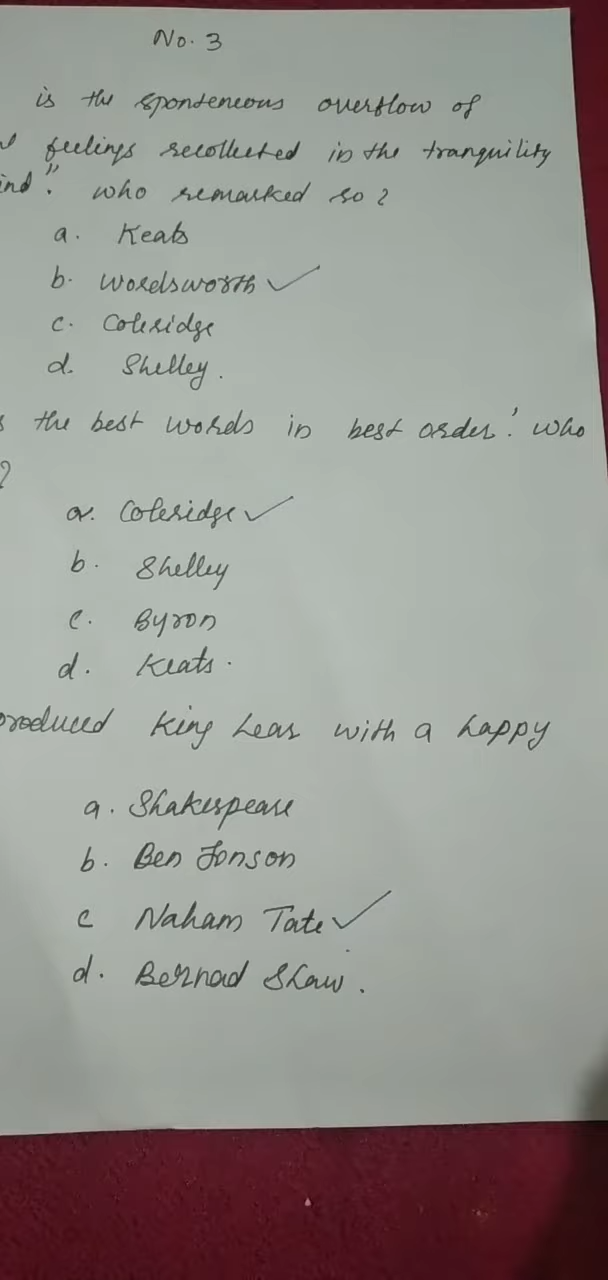 No. 3
is the sponteneous overflow of
feelings recollected in the tranquility
ind". who remarked so ?
a. Keats
b. Wordsworth ✓
c. Coleridge
d. Shelley.
the best words in best order.' who
?
a. Coleridge ✓
b. Shelley
c. Byron
d. Keats.
produced King Lear with a happy
a. Shakespeare
b. Ben Jonson
c Naham Tate ✓
d. Bernad Shaw.